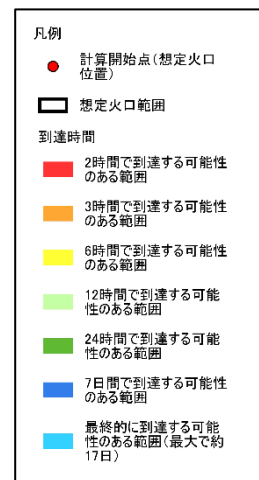 凡例
計算開始点(想定火口
位置)
想定火口範囲
到達時間
2時間で到達する可能性
のある範囲
3時間で到達する可能性
のある範囲
6時間で到達する可能性
のある範囲
12時間で到達する可能
性のある範囲
24時間で到達する可能
性のある範囲
7日間で到達する可能
性のある範囲
最終的に到達する可能
性のある範囲(最大で約
17日)